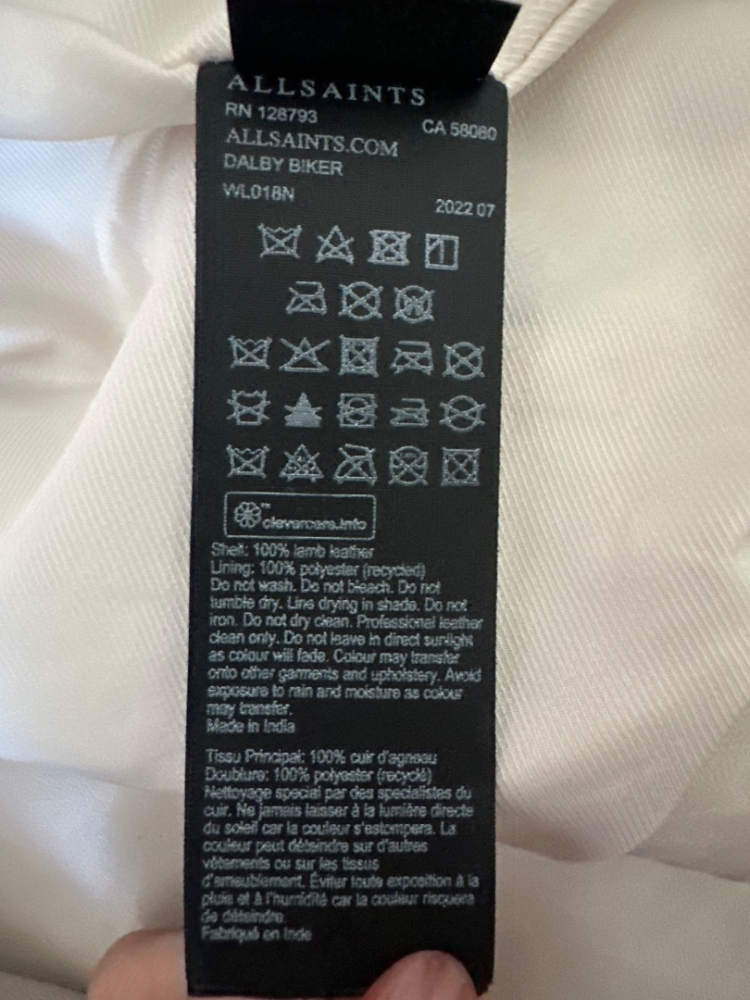 ALLSAINTS
RN 128793
CA 58080
ALLSAINTS.COM
DALBY BIKER
WL018N
2022 07
clevercare.info
Shell: 100% lamb leather
Lining: 100% polyester (recycled)
Do not wash. Do not bleach. Do not
tumble dry. Line drying in shade. Do not
iron. Do not dry clean. Professional leather
clean only. Do not leave in direct sunlight
as colour will fade. Colour may transfer
onto other garments and upholstery. Avoid
exposure to rain and moisture as colour
may transfer.
Made in India
Tissu Principal: 100% cuir d'agneau
Doublure: 100% polyester (recyclé)
Nettoyage special par des specialistes du
cuir. Ne jamais laisser à la lumière directe
du soleil car la couleur s'estompera. La
couleur peut déteindre sur d'autres
vêtements ou sur les tissus
d'ameublement. Éviter toute exposition à la
pluie et à l'humidité car la couleur risquera
de déteindre.
Fabriqué en Inde